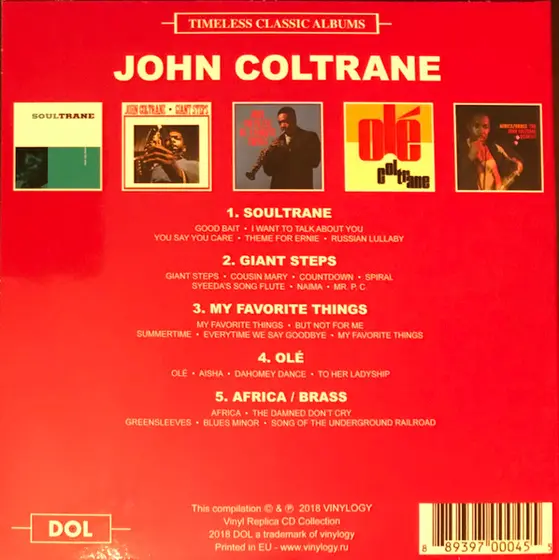 TIMELESS CLASSIC ALBUMS
JOHN COLTRANE
SOULTRANE
JOHN COLTRANE • GIANT STEPS
olé
coltrane
1. SOULTRANE
GOOD BAIT • I WANT TO TALK ABOUT YOU
YOU SAY YOU CARE • THEME FOR ERNIE • RUSSIAN LULLABY
2. GIANT STEPS
GIANT STEPS • COUSIN MARY • COUNTDOWN • SPIRAL
SYEEDA'S SONG FLUTE • NAIMA • MR. P.C.
3. MY FAVORITE THINGS
MY FAVORITE THINGS • BUT NOT FOR ME
SUMMERTIME • EVERYTIME WE SAY GOODBYE • MY FAVORITE THINGS
4. OLÉ
OLÉ • AISHA • DAHOMEY DANCE • TO HER LADYSHIP
5. AFRICA / BRASS
AFRICA • THE DAMNED DON'T CRY
GREENSLEEVES • BLUES MINOR • SONG OF THE UNDERGROUND RAILROAD
This compilation © & ℗ 2018 VINYLOGY
Vinyl Replica CD Collection
2018 DOL a trademark of vinylogy
Printed in EU - www.vinylogy.ru
DOL
8 89397 00045